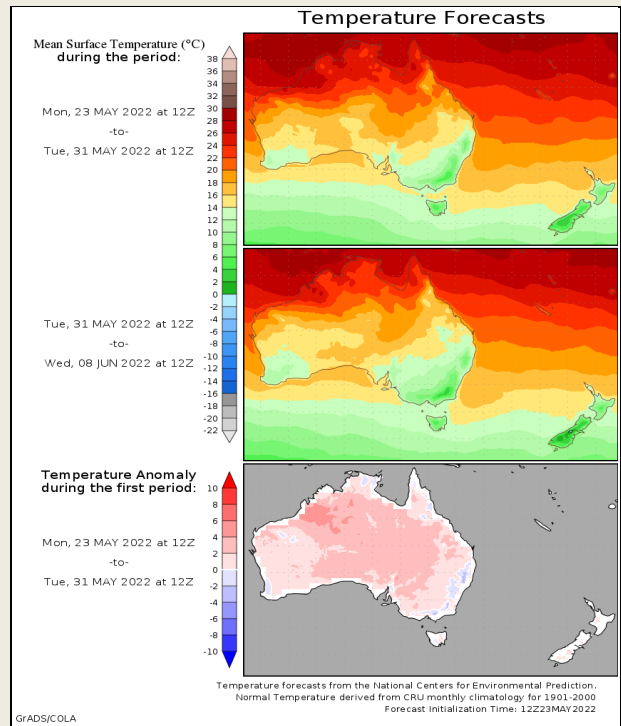 Temperature Forecasts
Mean Surface Temperature (°C)
during the period:
Mon, 23 MAY 2022 at 12Z
-to-
Tue, 31 MAY 2022 at 12Z
38
36
34
32
30
28
26
24
22
20
18
16
14
12
10
8
6
4
2
0
-2
-4
-6
-8
-10
-12
-14
-16
-18
-20
-22
Tue, 31 MAY 2022 at 12Z
-to-
Wed, 08 JUN 2022 at 12Z
Temperature Anomaly
during the first period:
Mon, 23 MAY 2022 at 12Z
-to-
Tue, 31 MAY 2022 at 12Z
10
8
6
4
2
0
-2
-4
-6
-8
-10
Temperature forecasts from the National Centers for Environmental Prediction.
Normal Temperature derived from CRU monthly climatology for 1901-2000
Forecast Initialization Time: 12Z23MAY2022
GrADS/COLA